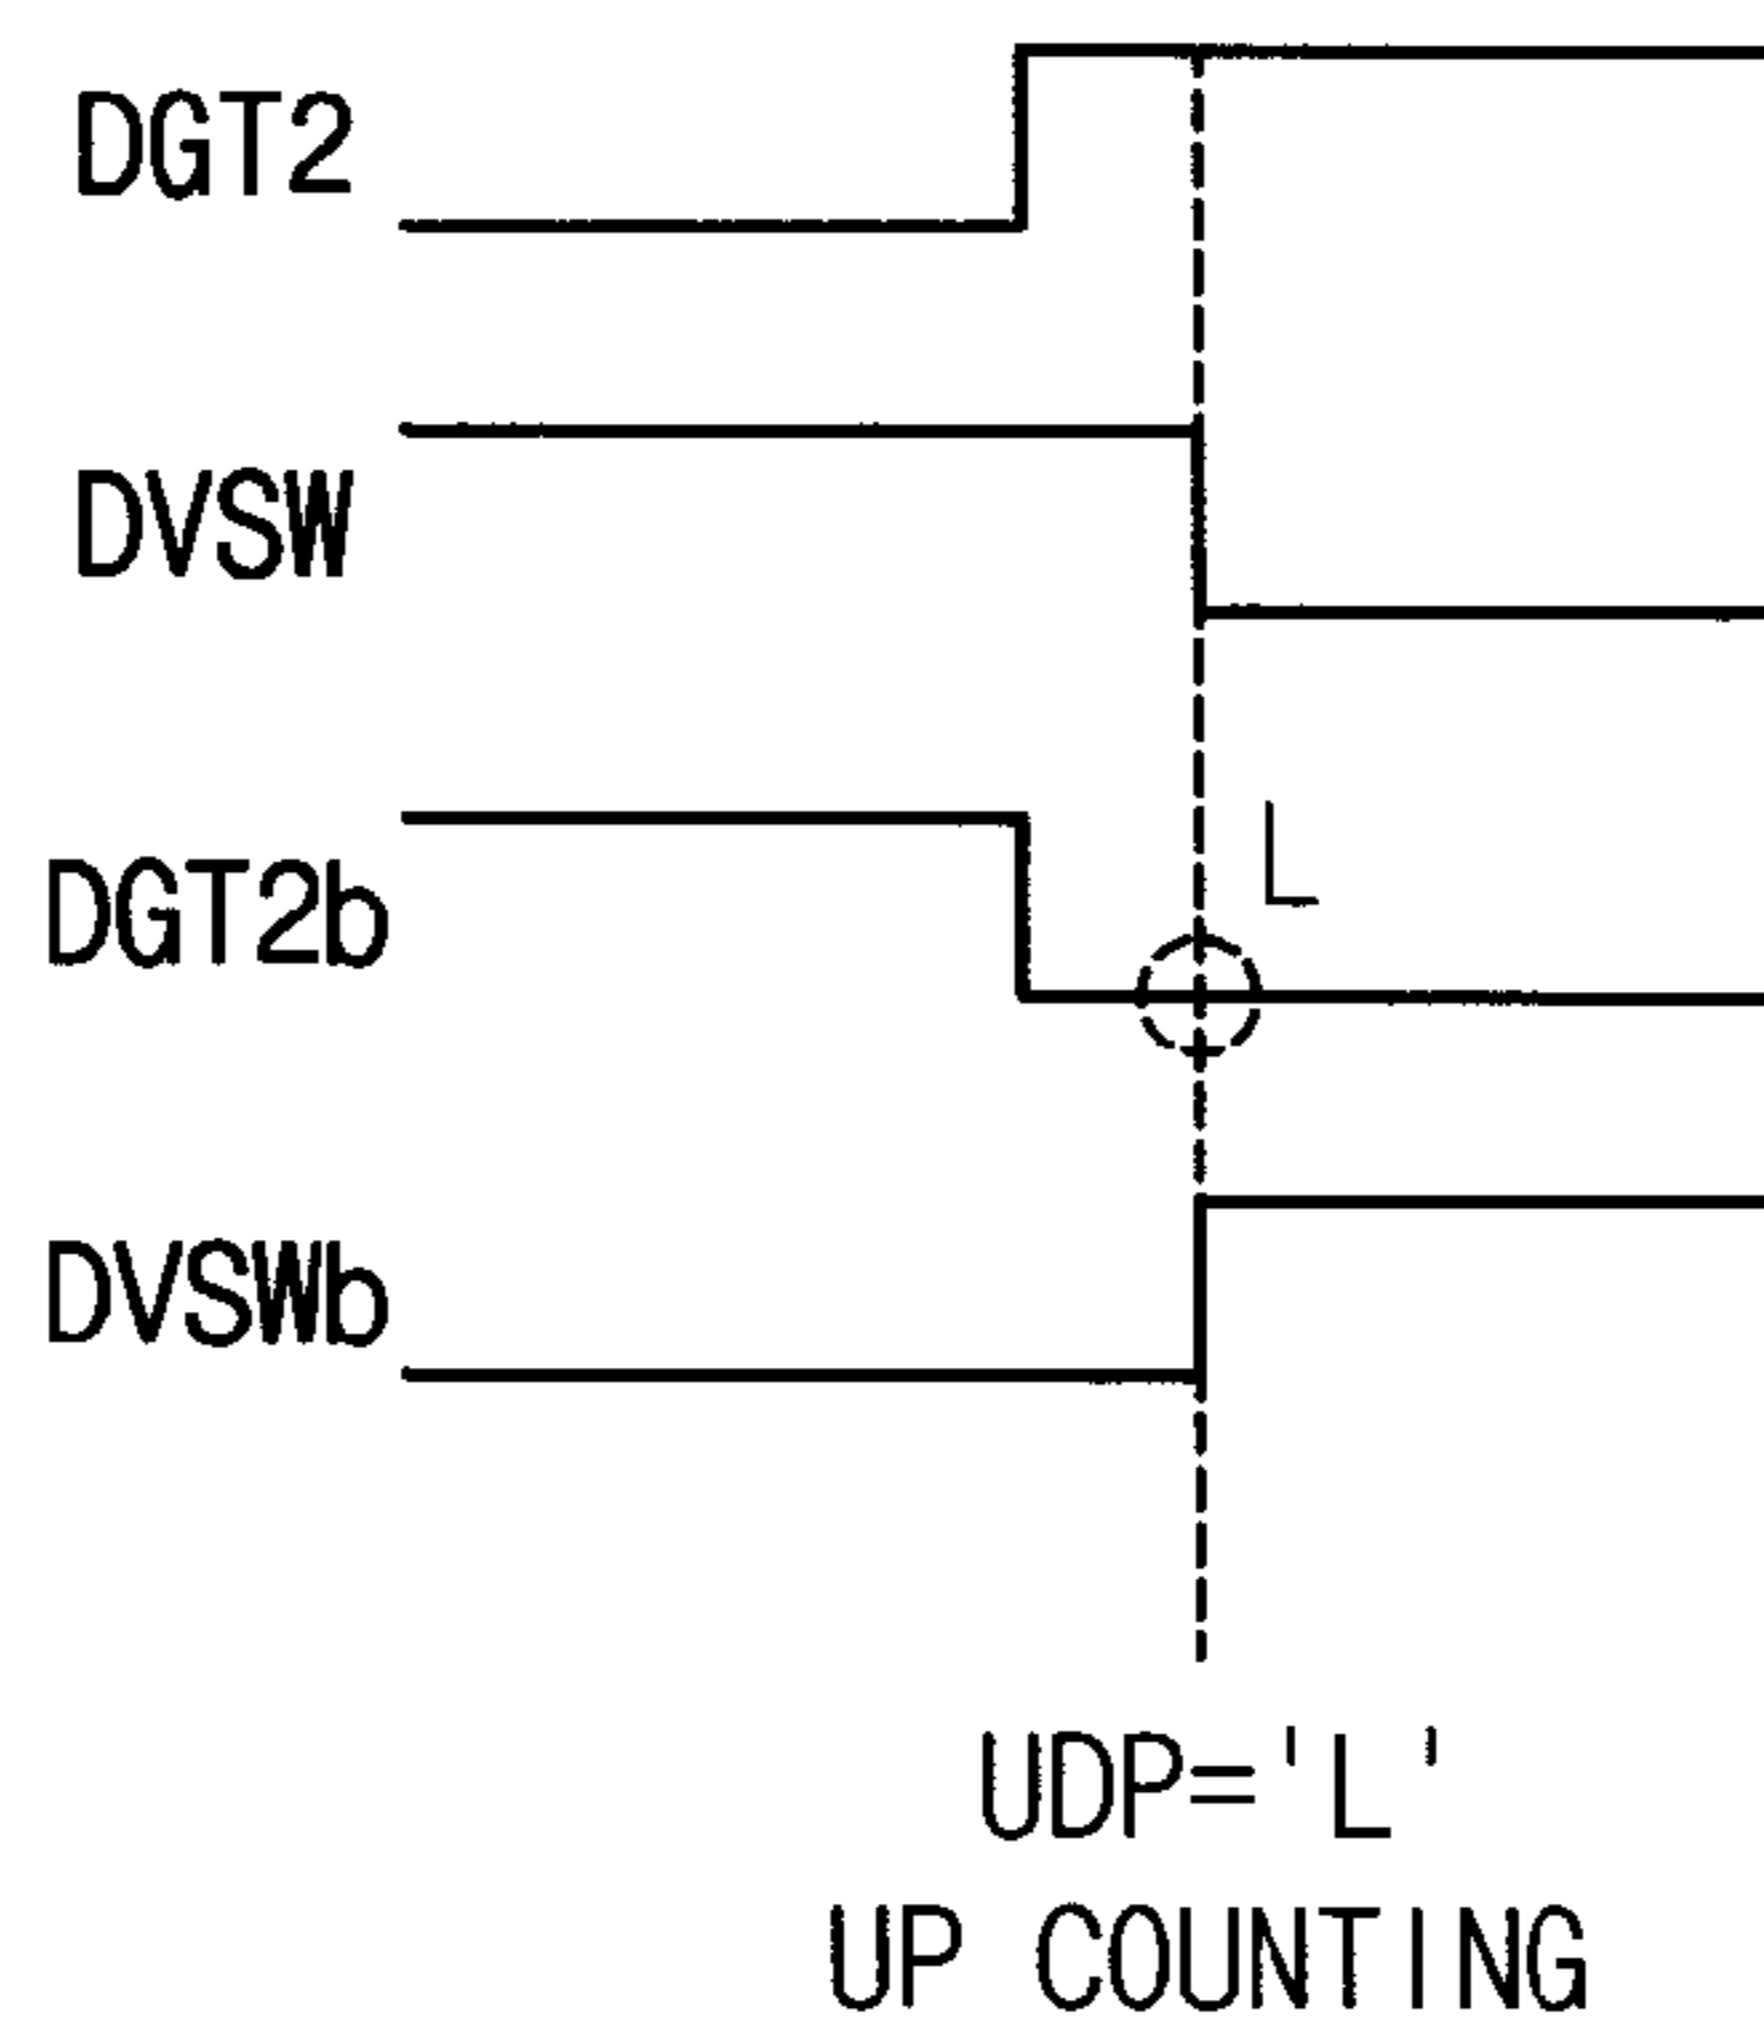 DGT2
DVSW
L
DGT2b
DVSWb
UDP='L'
UP COUNTING